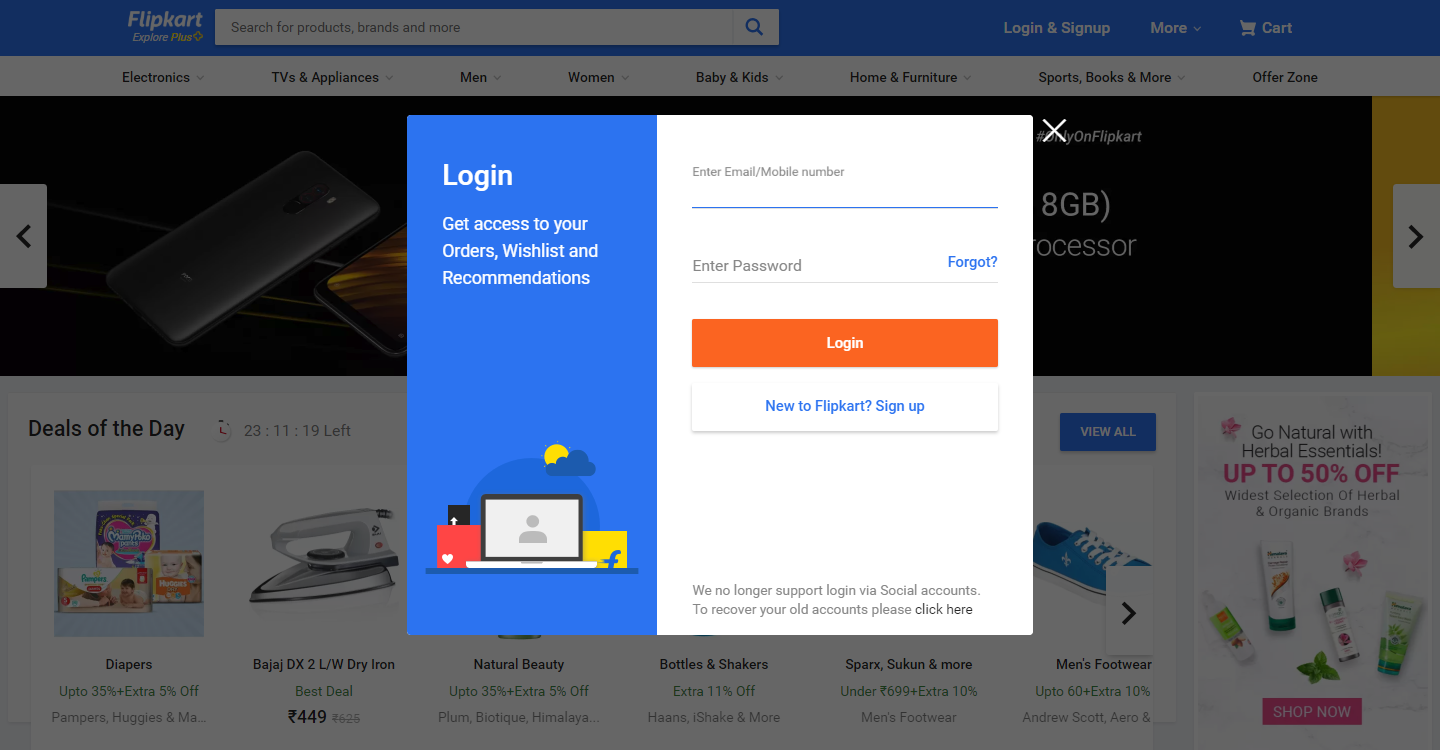 Flipkart
Explore Plus
Search for products, brands and more
Login & Signup
More
Cart
Electronics
TVs & Appliances
Men
Women
Baby & Kids
Home & Furniture
Sports, Books & More
Offer Zone
#OnlyOnFlipkart
8GB)
rocessor
Login
Get access to your
Orders, Wishlist and
Recommendations
Enter Email/Mobile number
Enter Password
Forgot?
Login
New to Flipkart? Sign up
We no longer support login via Social accounts.
To recover your old accounts please click here
Deals of the Day
23 : 11 : 19 Left
VIEW ALL
MamyPoko
pants
Pampers
Huggies
Diapers
Upto 35%+Extra 5% Off
Pampers, Huggies & Ma...
Bajaj DX 2 L/W Dry Iron
Best Deal
₹449 ₹625
Natural Beauty
Upto 35%+Extra 5% Off
Plum, Biotique, Himalaya...
Bottles & Shakers
Extra 11% Off
Haans, iShake & More
Sparx, Sukun & more
Under ₹699+Extra 10%
Men's Footwear
Men's Footwear
Upto 60+Extra 10%
Andrew Scott, Aero &
Go Natural with
Herbal Essentials!
UP TO 50% OFF
Widest Selection Of Herbal
& Organic Brands
SHOP NOW